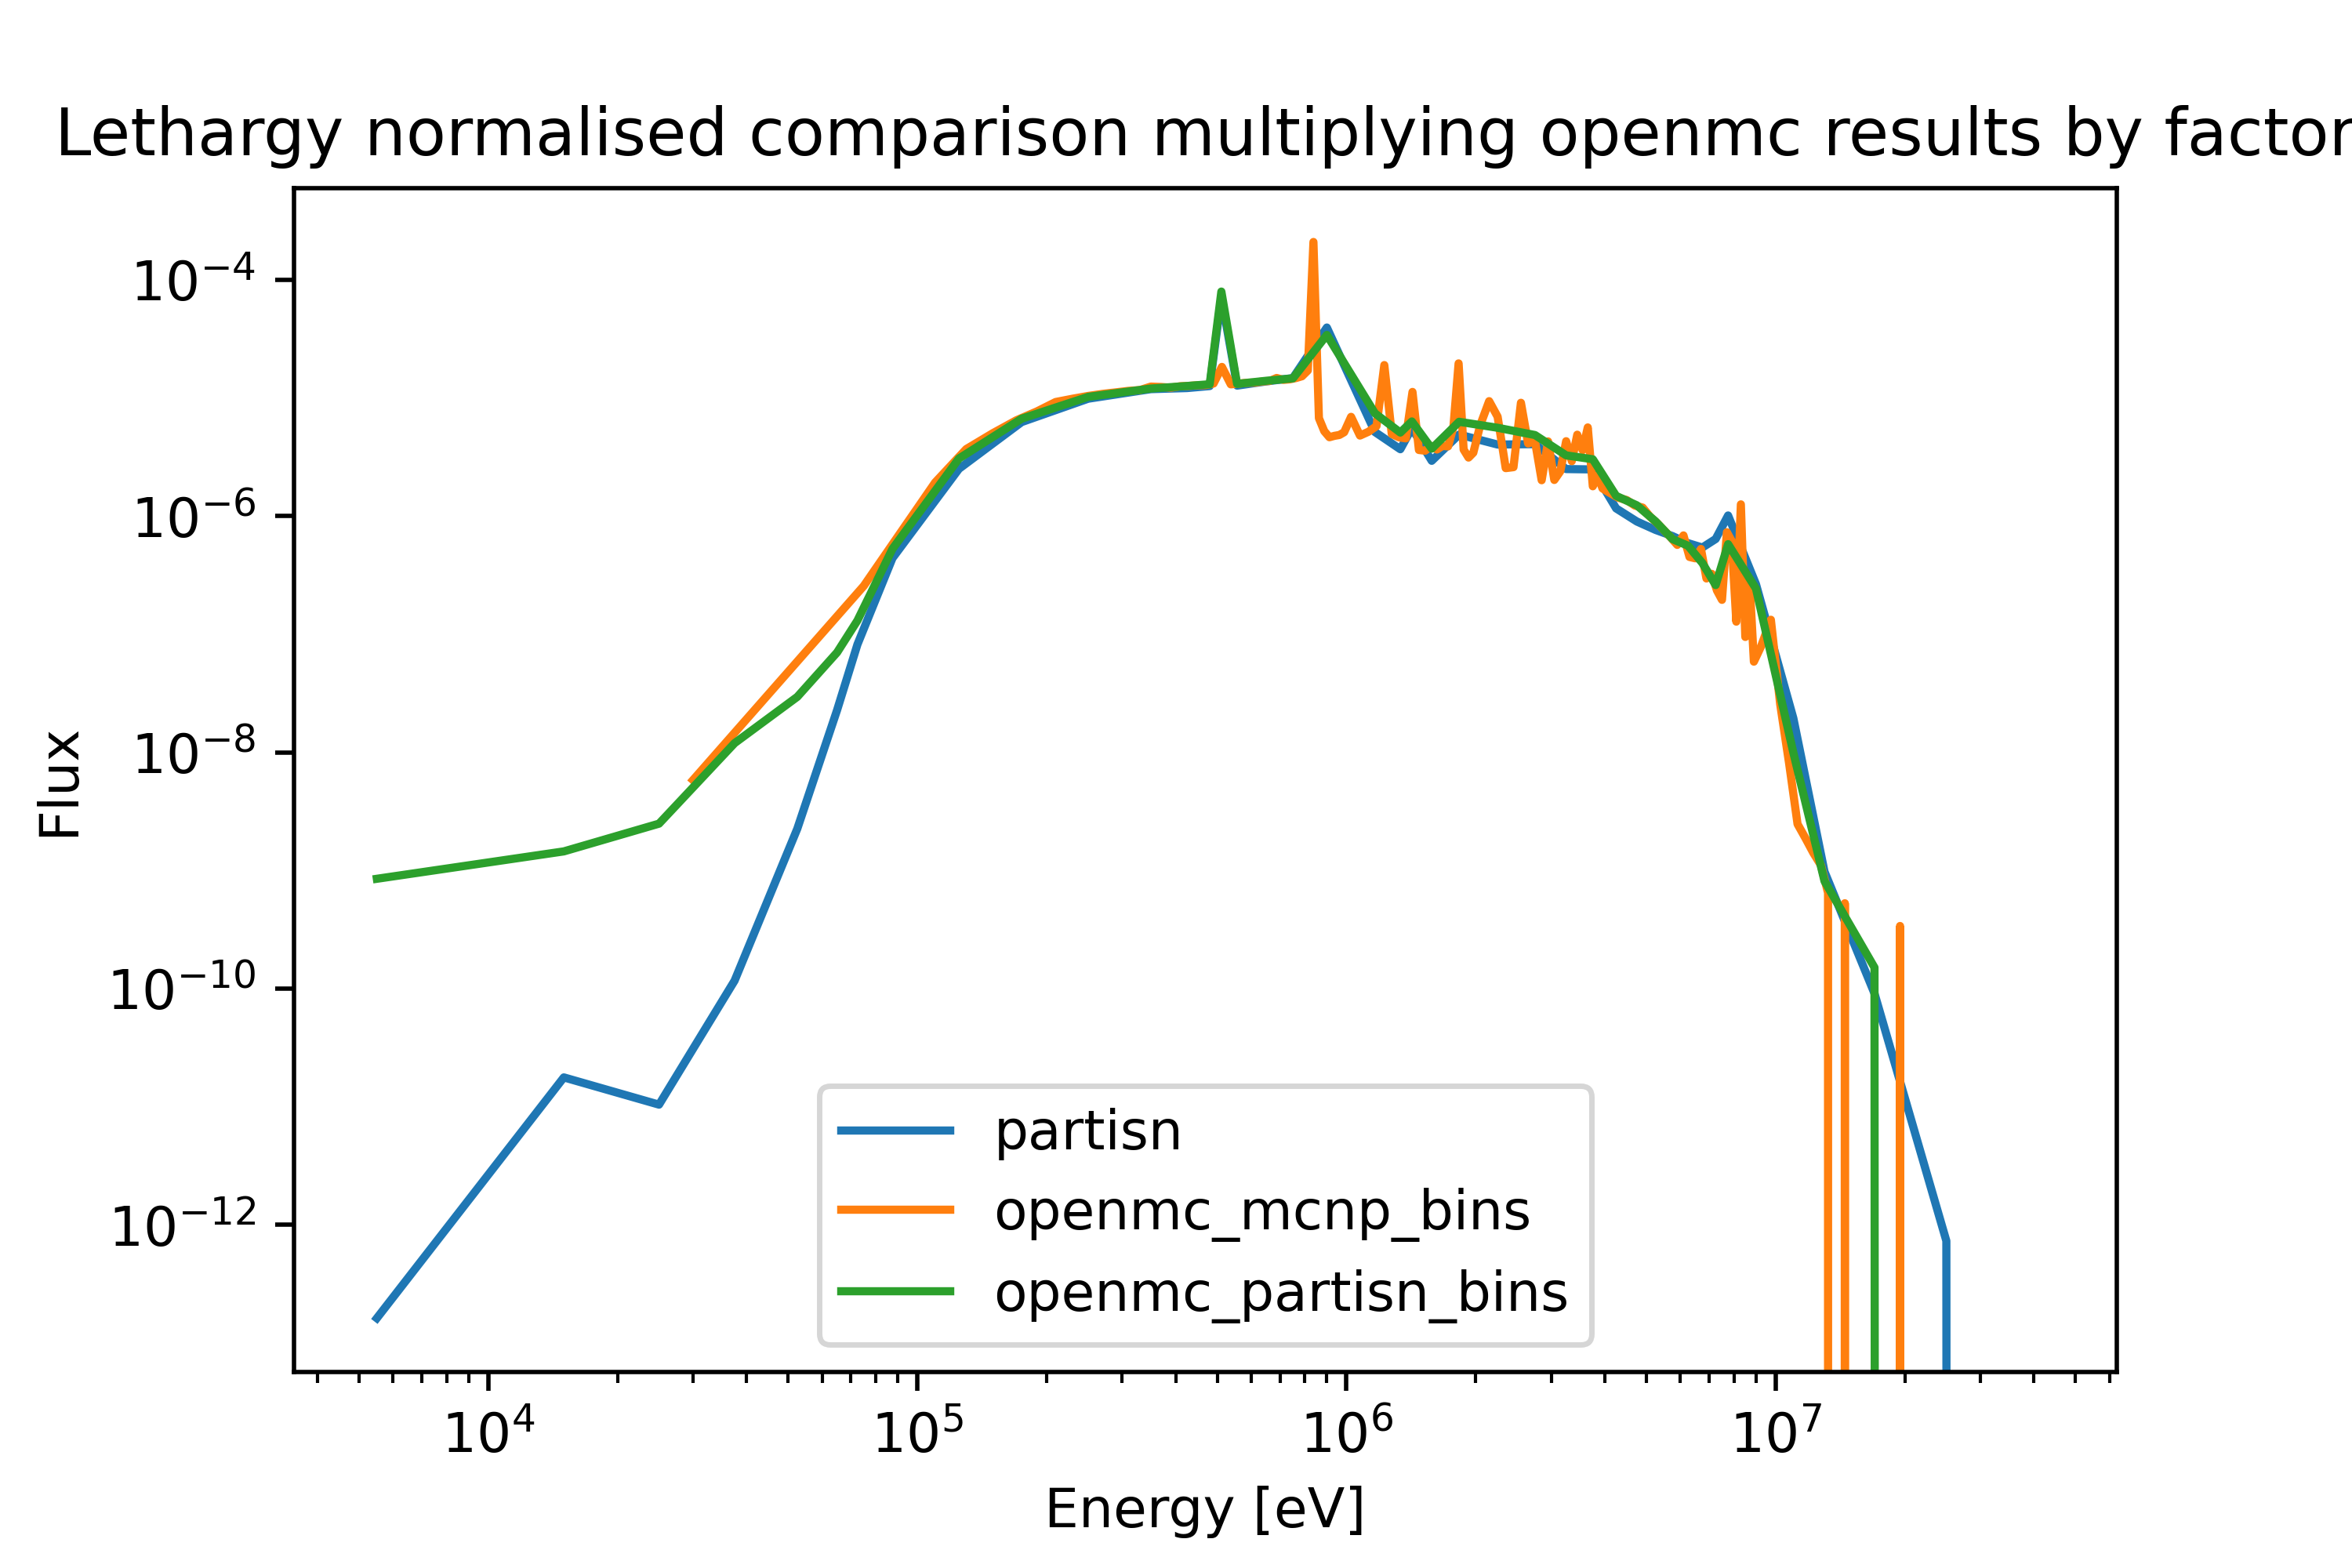 Lethargy normalised comparison multiplying openmc results by factor
10⁻⁴
10⁻⁶
10⁻⁸
10⁻¹⁰
10⁻¹²
Flux
partisn
openmc_mcnp_bins
openmc_partisn_bins
10⁴ 10⁵ 10⁶ 10⁷
Energy [eV]